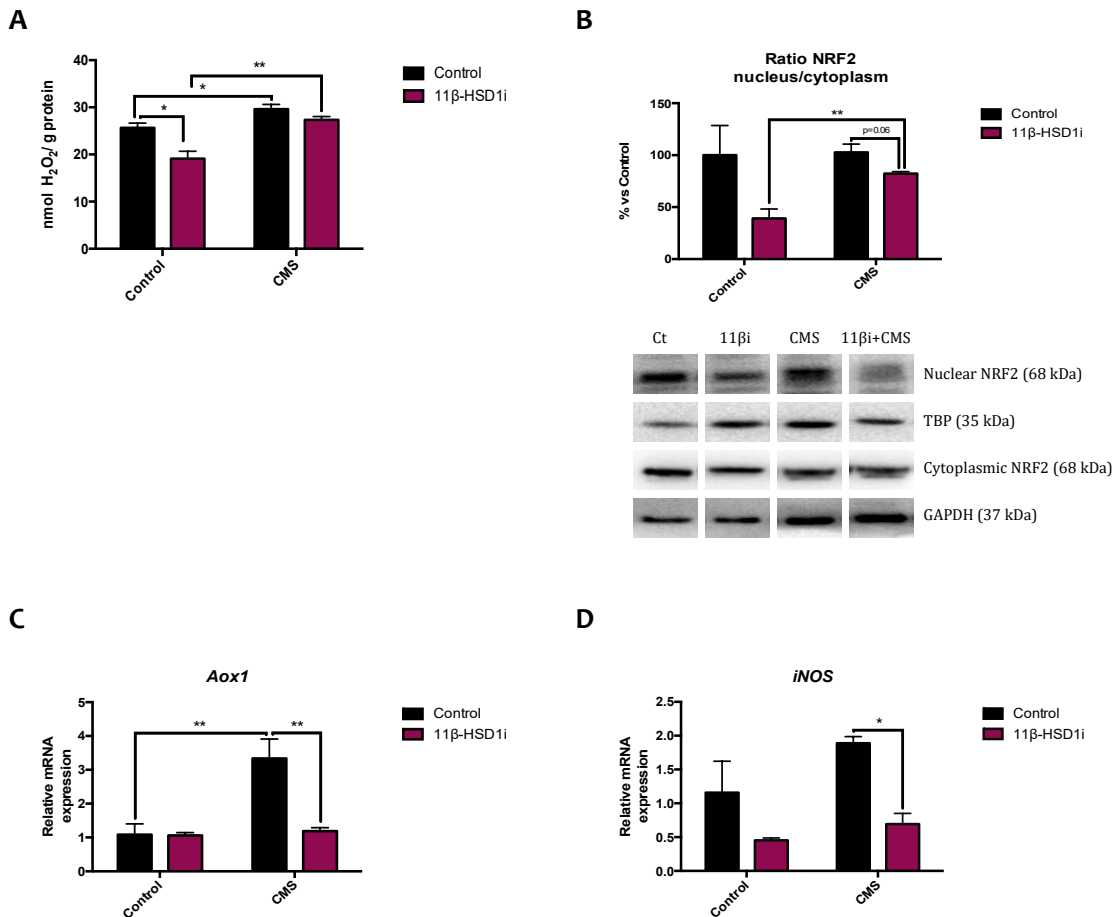 A
nmol H₂O₂/ g protein
40
30
20
10
0
*
*
**
Control
CMS
Control
11β-HSD1i
B
Ratio NRF2
nucleus/cytoplasm
% vs Control
150
100
50
0
**
p=0.06
Control
CMS
Control
11β-HSD1i
Ct 11βi CMS 11βi+CMS
Nuclear NRF2 (68 kDa)
TBP (35 kDa)
Cytoplasmic NRF2 (68 kDa)
GAPDH (37 kDa)
C
Aox1
Relative mRNA
expression
5
4
3
2
1
0
**
**
Control
CMS
Control
11β-HSD1i
D
iNOS
Relative mRNA
expression
2.5
2.0
1.5
1.0
0.5
0.0
*
Control
CMS
Control
11β-HSD1i